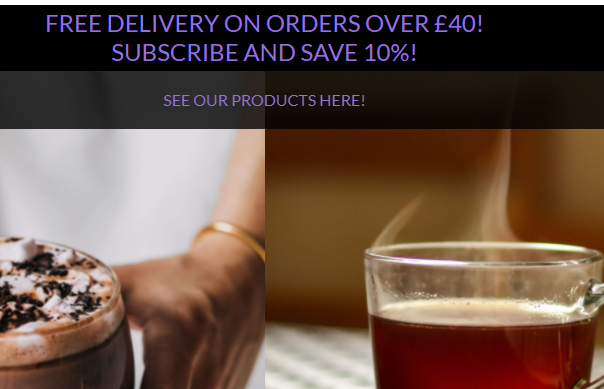 FREE DELIVERY ON ORDERS OVER £40!
SUBSCRIBE AND SAVE 10%!
SEE OUR PRODUCTS HERE!